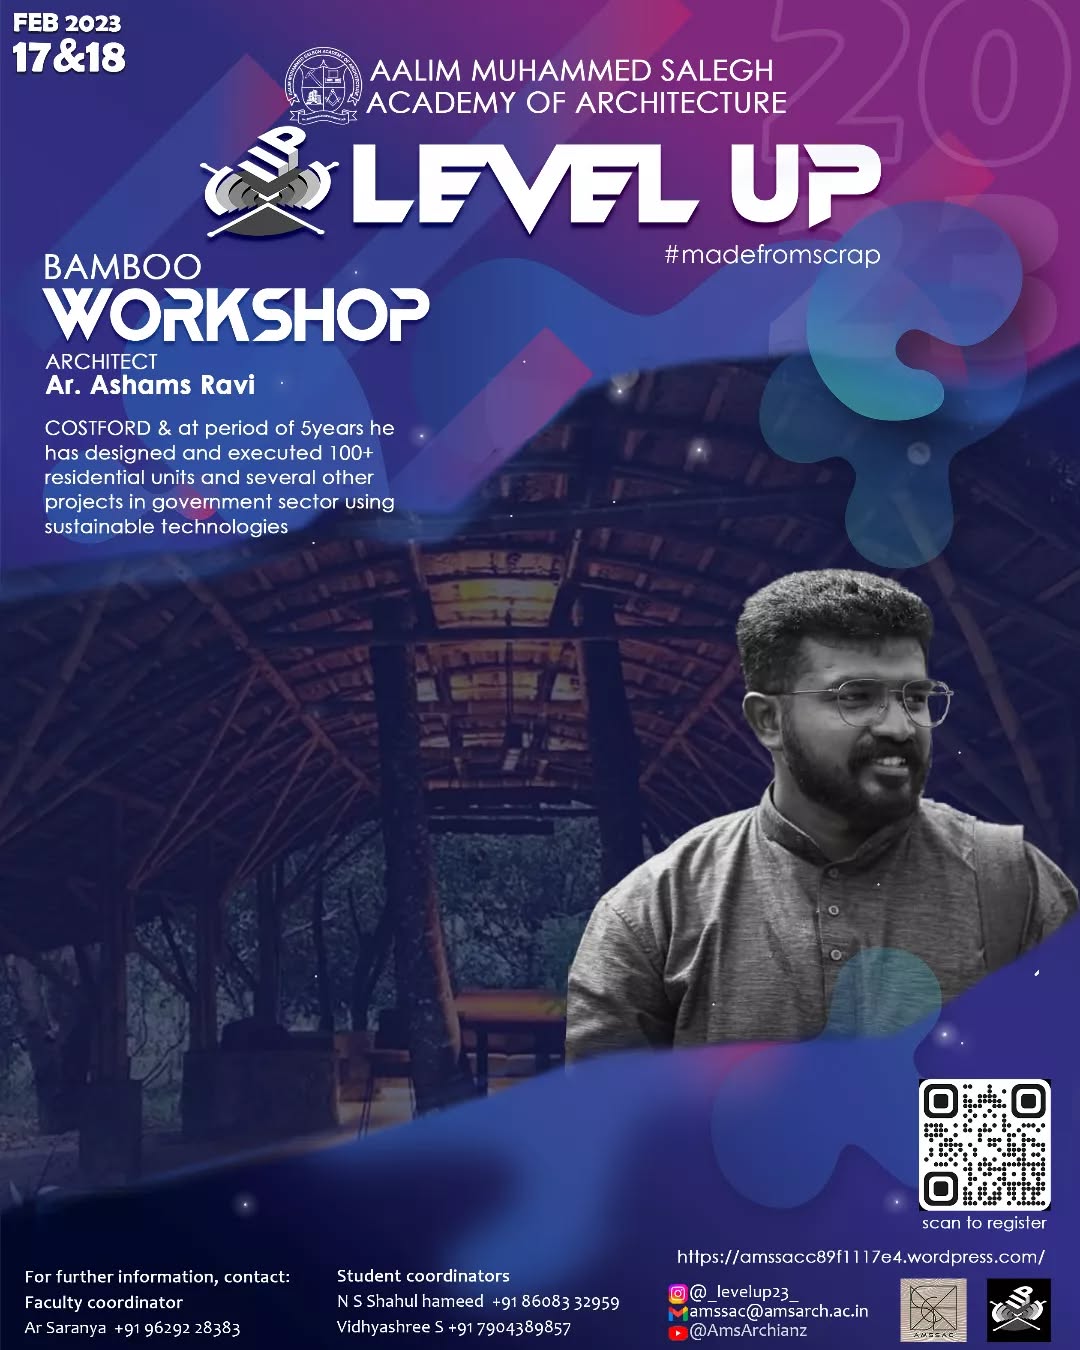 FEB 2023
17&18
AALIM MUHAMMED SALEGH
ACADEMY OF ARCHITECTURE
UP
LEVEL UP
#madefromscrap
2023
BAMBOO
WORKSHOP
ARCHITECT
Ar. Ashams Ravi
COSTFORD & at period of 5years he
has designed and executed 100+
residential units and several other
projects in government sector using
sustainable technologies
scan to register
https://amssacc89f1117e4.wordpress.com/
For further information, contact:
Faculty coordinator
Ar Saranya +91 96292 28383
Student coordinators
N S Shahul hameed +91 86083 32959
Vidhyashree S +91 7904389857
@_levelup23_
amssac@amsarch.ac.in
@AmsArchianz
AMSSAC
UP